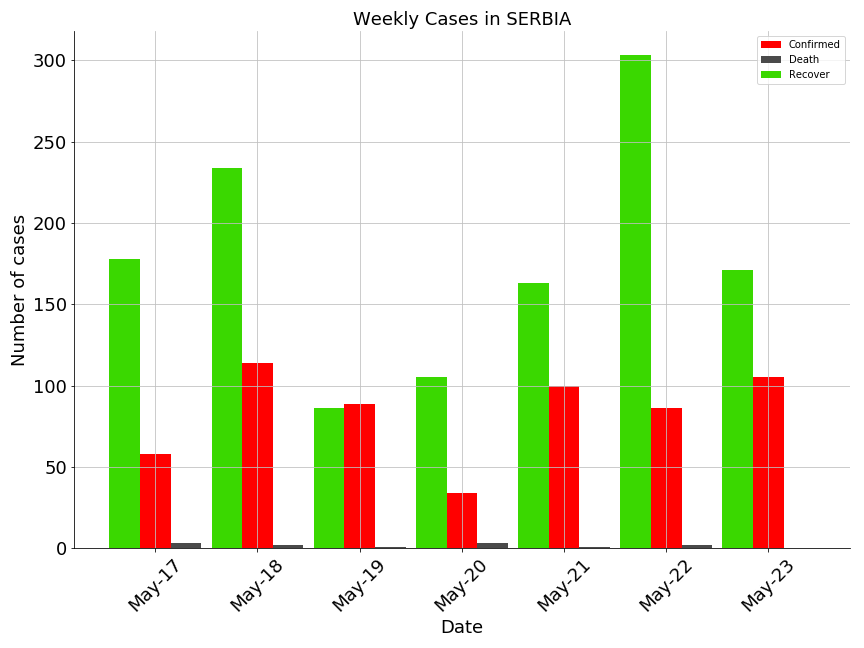 Weekly Cases in SERBIA
Confirmed
Death
Recover
Number of cases
300
250
200
150
100
50
0
May-17
May-18
May-19
May-20
May-21
May-22
May-23
Date